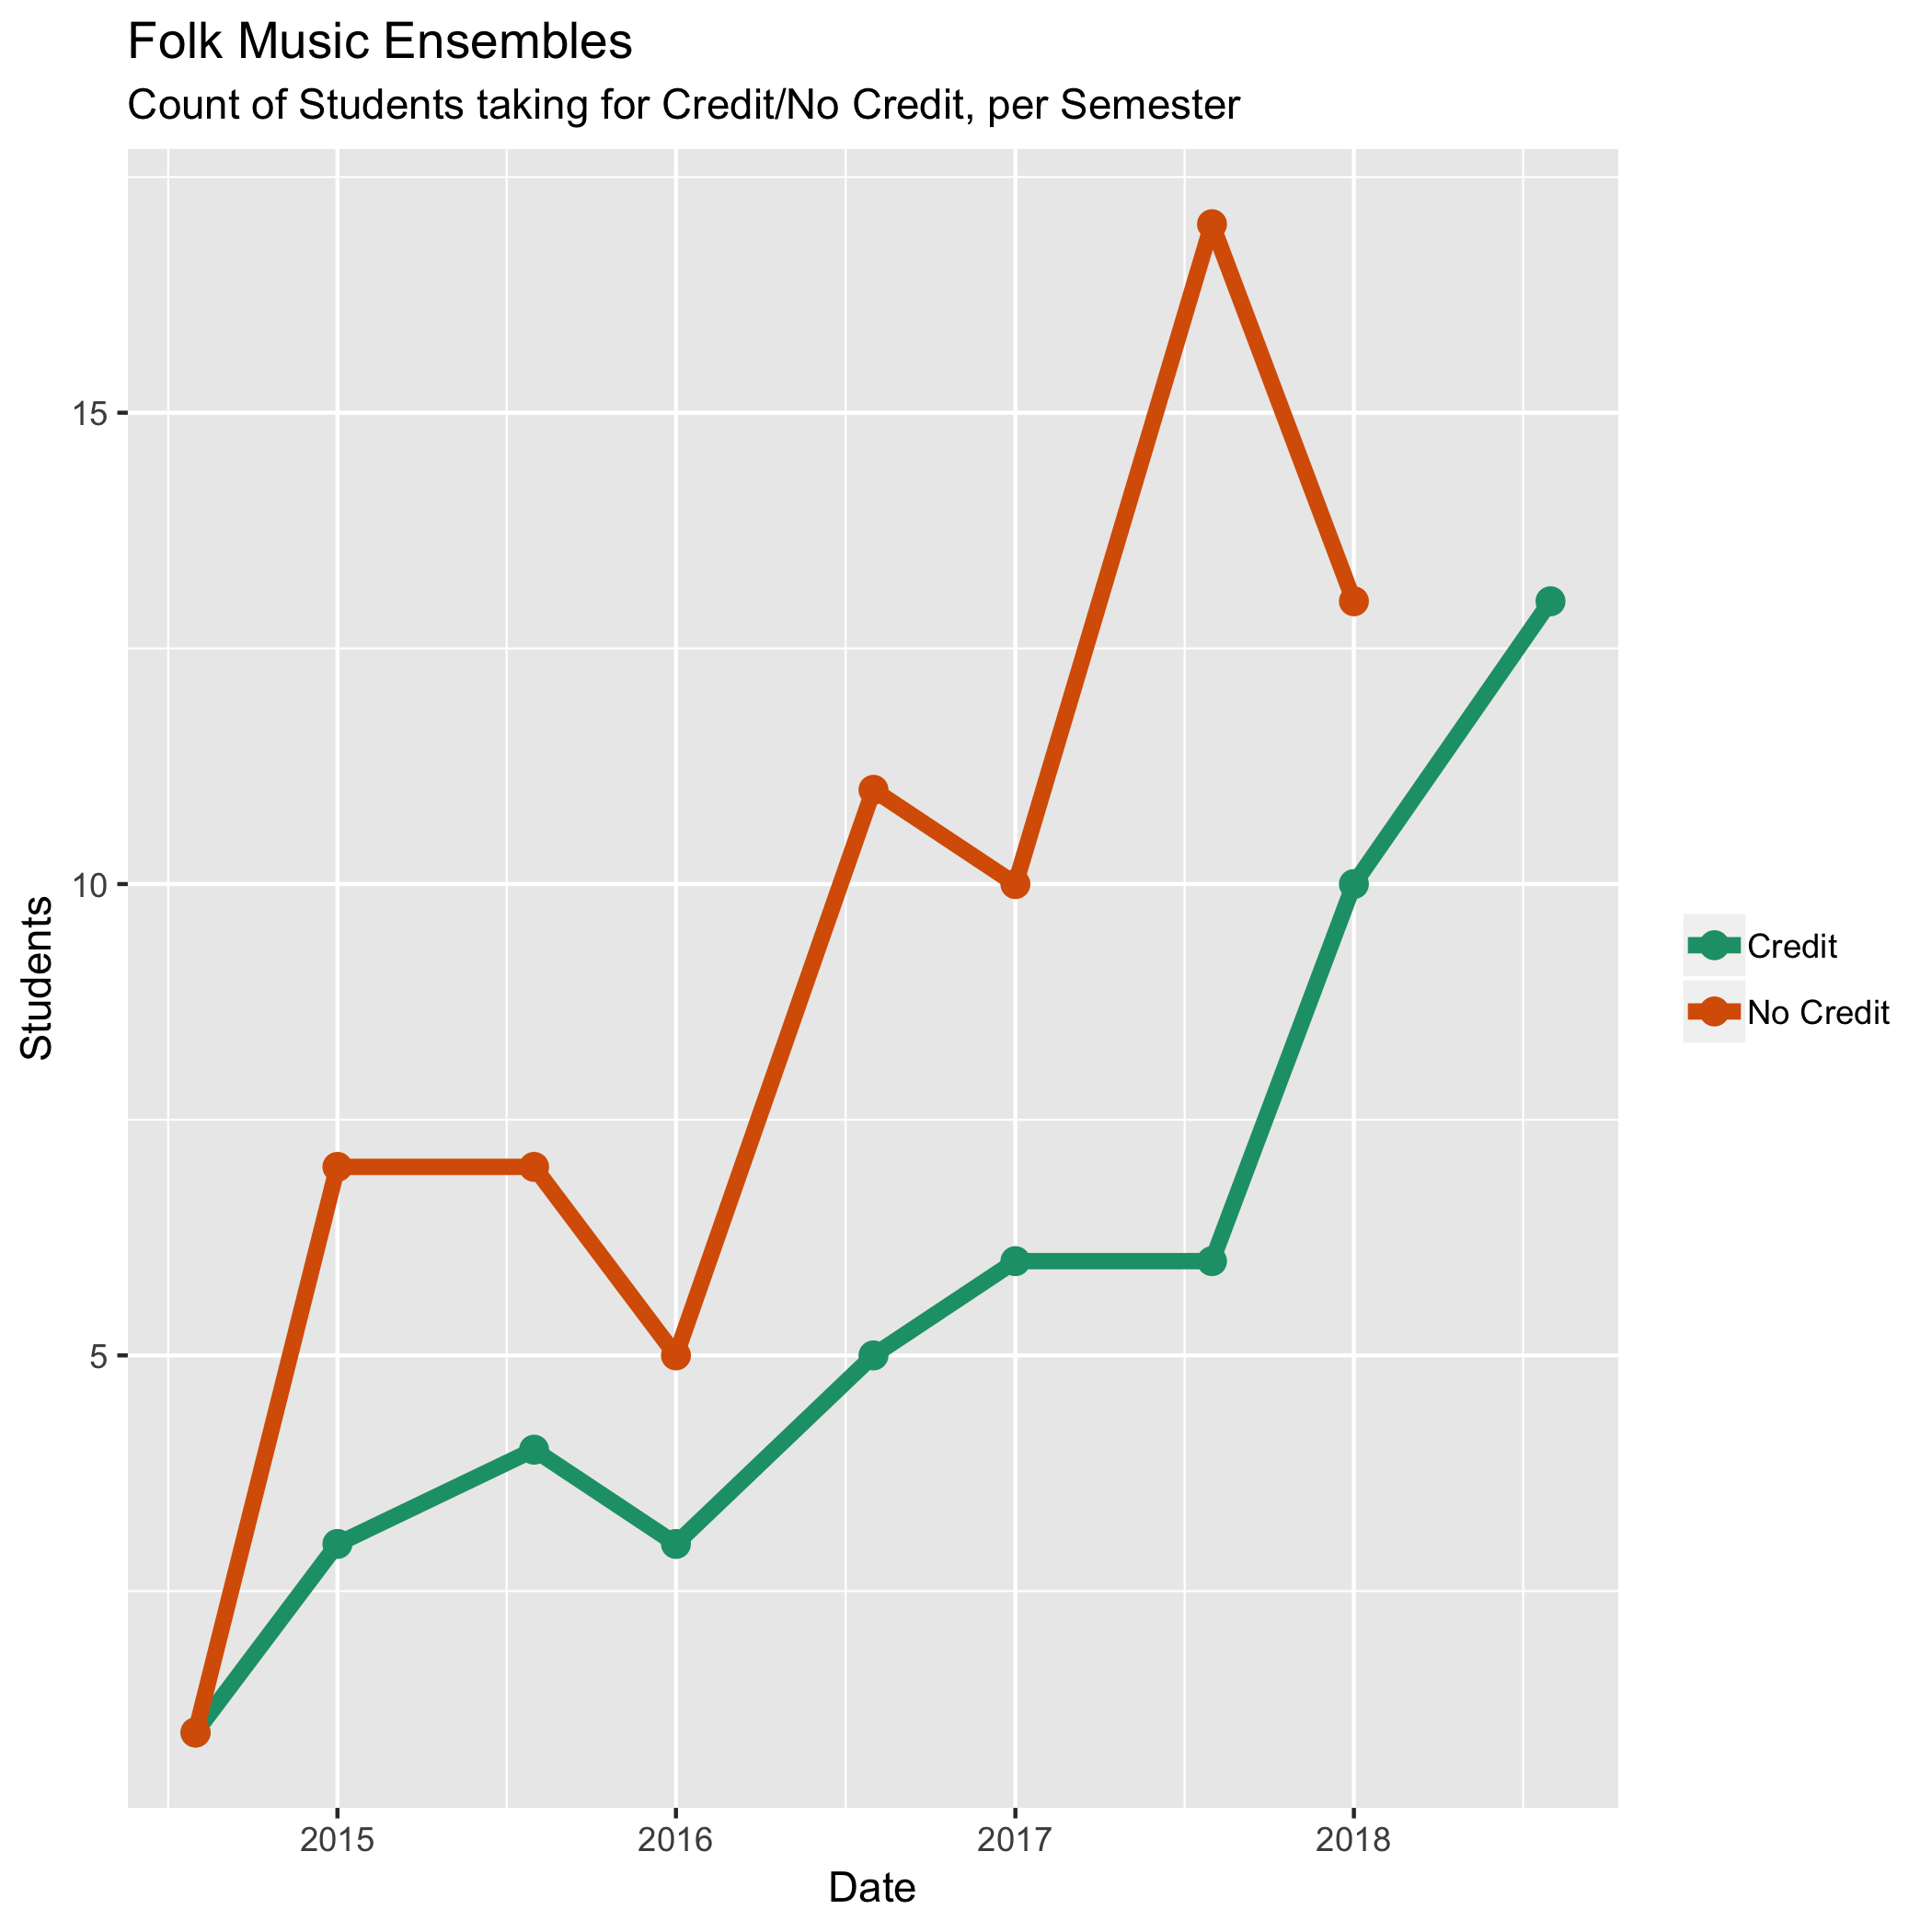 Folk Music Ensembles
Count of Students taking for Credit/No Credit, per Semester
15
10
5
Students
2015 2016 2017 2018
Date
Credit
No Credit